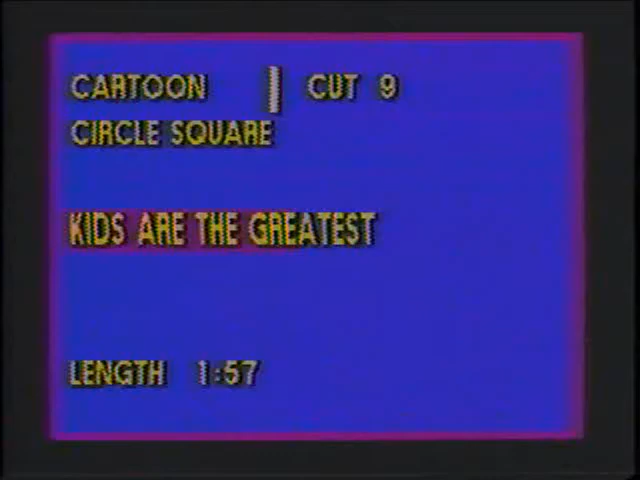 CARTOON CUT 9
CIRCLE SQUARE
KIDS ARE THE GREATEST
LENGTH 1:57